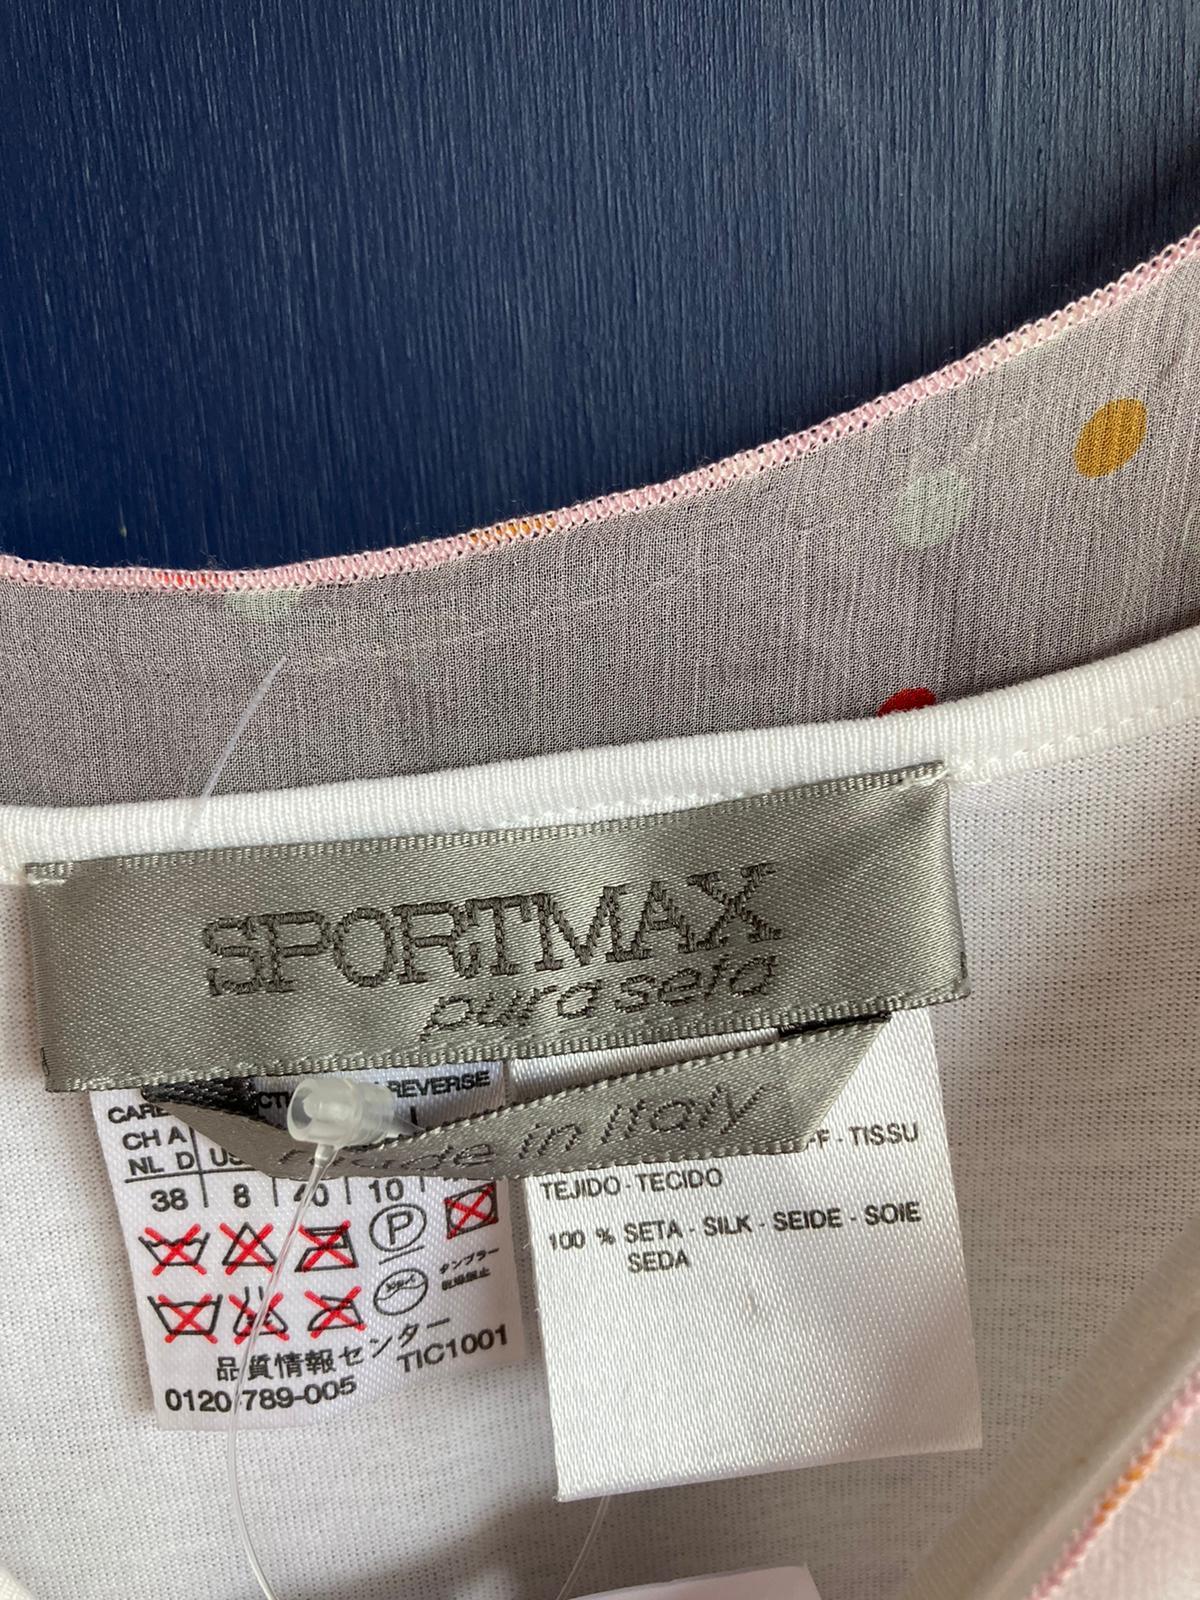 SPORTMAX
pura seta
made in Italy
CARE REVERSE
CH A
NL D US
38 8 40 10
P
タンブラー
乾燥禁止
品質情報センター
0120-789-005 TIC1001
- TISSU
TEJIDO - TECIDO
100 % SETA - SILK - SEIDE - SOIE
SEDA